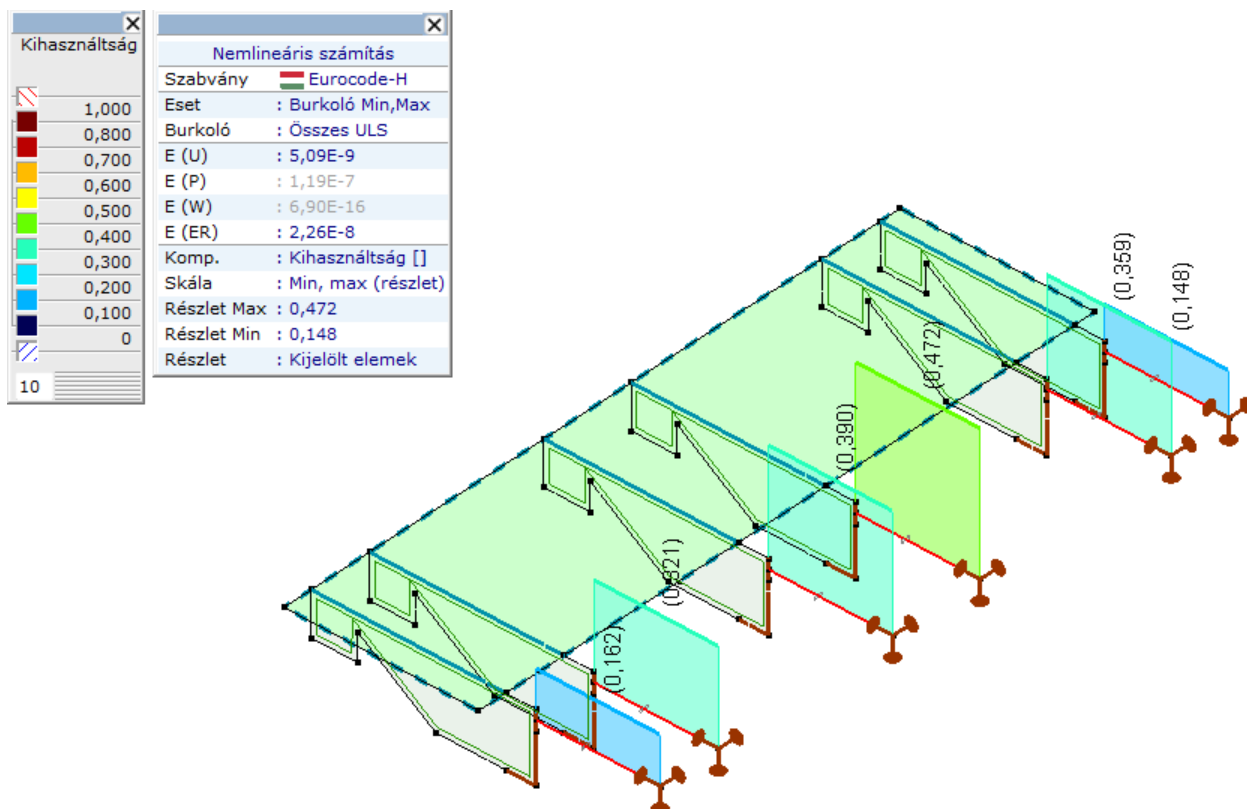 Kihasználtság
1,000
0,800
0,700
0,600
0,500
0,400
0,300
0,200
0,100
0
10
Nemlineáris számítás
Szabvány Eurocode-H
Eset : Burkoló Min,Max
Burkoló : Összes ULS
E (U) : 5,09E-9
E (P) : 1,19E-7
E (W) : 6,90E-16
E (ER) : 2,26E-8
Komp. : Kihasználtság []
Skála : Min, max (részlet)
Részlet Max : 0,472
Részlet Min : 0,148
Részlet : Kijelölt elemek
(0,359)
(0,148)
(0,472)
(0,390)
(0,162)